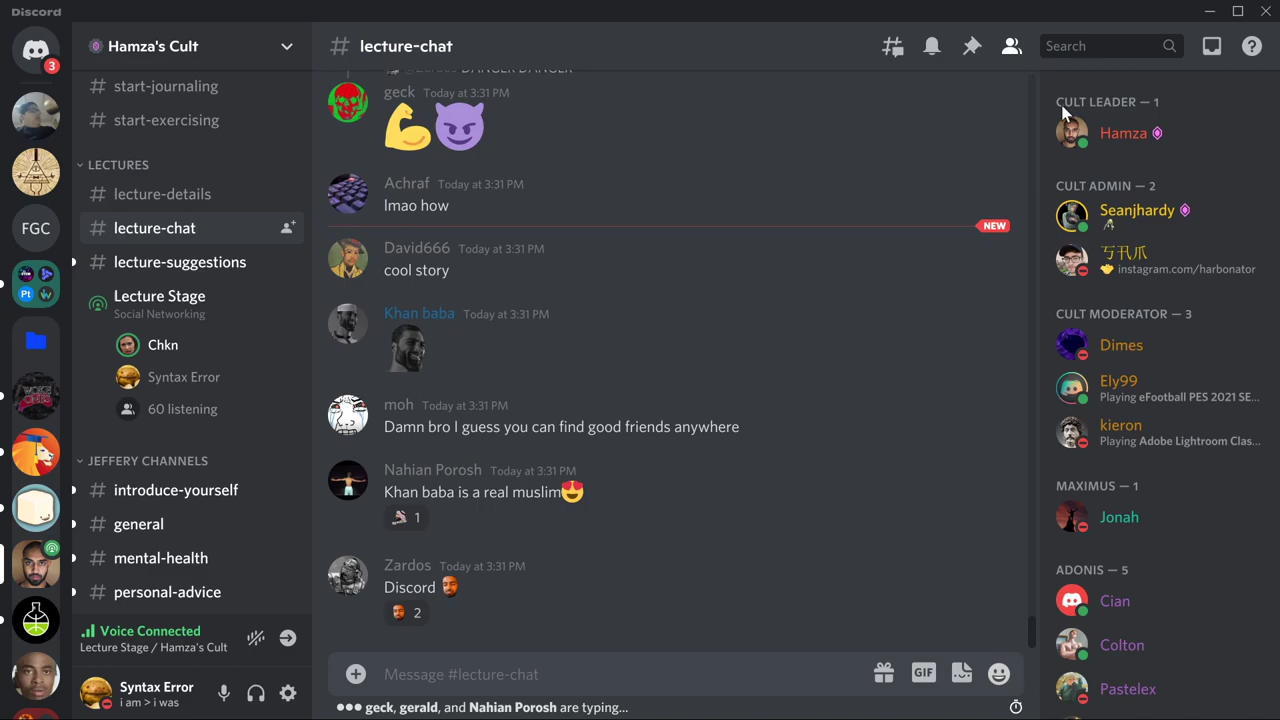 Discord
3
FGC
Pt
Hamza's Cult
start-journaling
start-exercising
LECTURES
lecture-details
lecture-chat
lecture-suggestions
Lecture Stage
Social Networking
Chkn
Syntax Error
60 listening
JEFFERY CHANNELS
introduce-yourself
general
mental-health
personal-advice
Voice Connected
Lecture Stage / Hamza's Cult
Syntax Error
i am > i was
# lecture-chat
Search
geck Today at 3:31 PM
💪😈
Achraf Today at 3:31 PM
lmao how
NEW
David666 Today at 3:31 PM
cool story
Khan baba Today at 3:31 PM
moh Today at 3:31 PM
Damn bro I guess you can find good friends anywhere
Nahian Porosh Today at 3:31 PM
Khan baba is a real muslim😍
1
Zardos Today at 3:31 PM
Discord
2
Message #lecture-chat
GIF
geck, gerald, and Nahian Porosh are typing...
CULT LEADER — 1
Hamza
CULT ADMIN — 2
Seanjhardy
instagram.com/harbonator
CULT MODERATOR — 3
Dimes
Ely99
Playing eFootball PES 2021 SE...
kieron
Playing Adobe Lightroom Clas...
MAXIMUS — 1
Jonah
ADONIS — 5
Cian
Colton
Pastelex